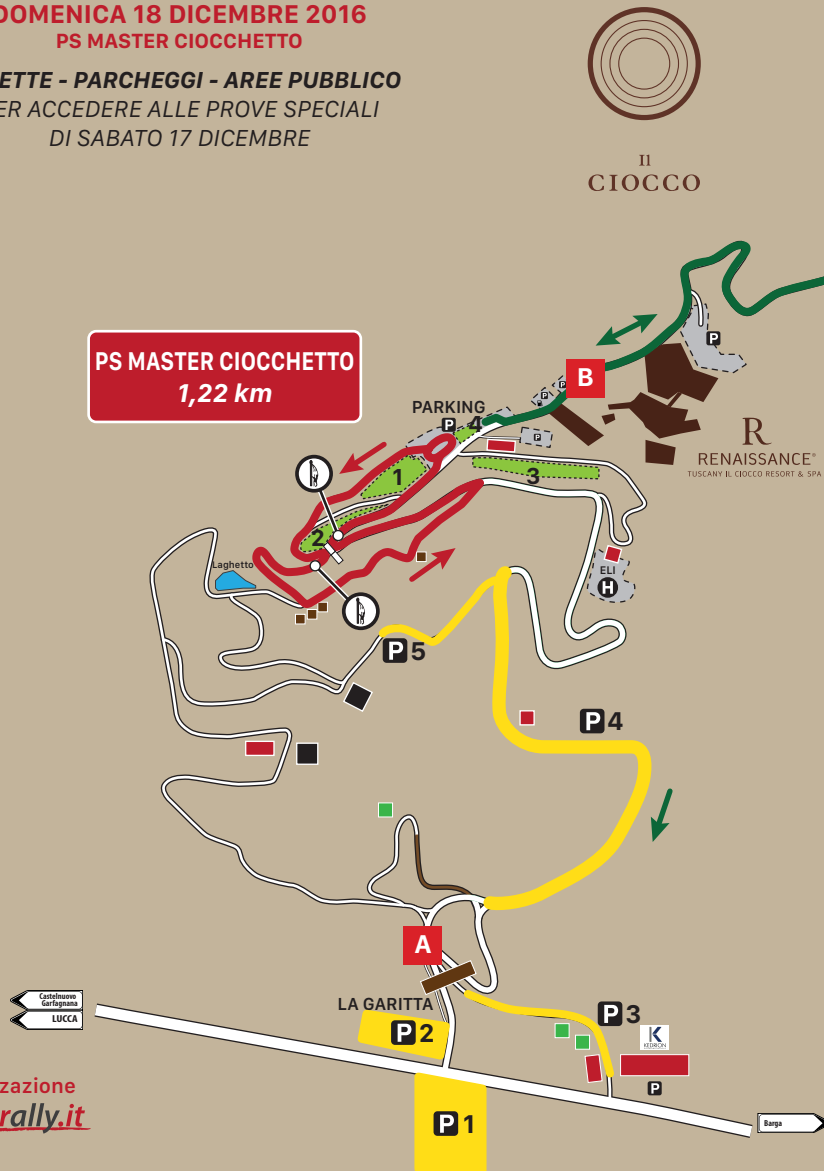 DOMENICA 18 DICEMBRE 2016
PS MASTER CIOCCHETTO
ETTE - PARCHEGGI - AREE PUBBLICO
ER ACCEDERE ALLE PROVE SPECIALI
DI SABATO 17 DICEMBRE
Il
CIOCCO
PS MASTER CIOCCHETTO
1,22 km
P
B
P
P
PARKING
P
4
P
R
RENAISSANCE®
TUSCANY IL CIOCCO RESORT & SPA
1
3
2
Laghetto
ELI
H
P 5
P 4
A
LA GARITTA
P 2
P 3
K
KEDRION
P
Castelnuovo
Garfagnana
LUCCA
P 1
Barga
zazione
rally.it